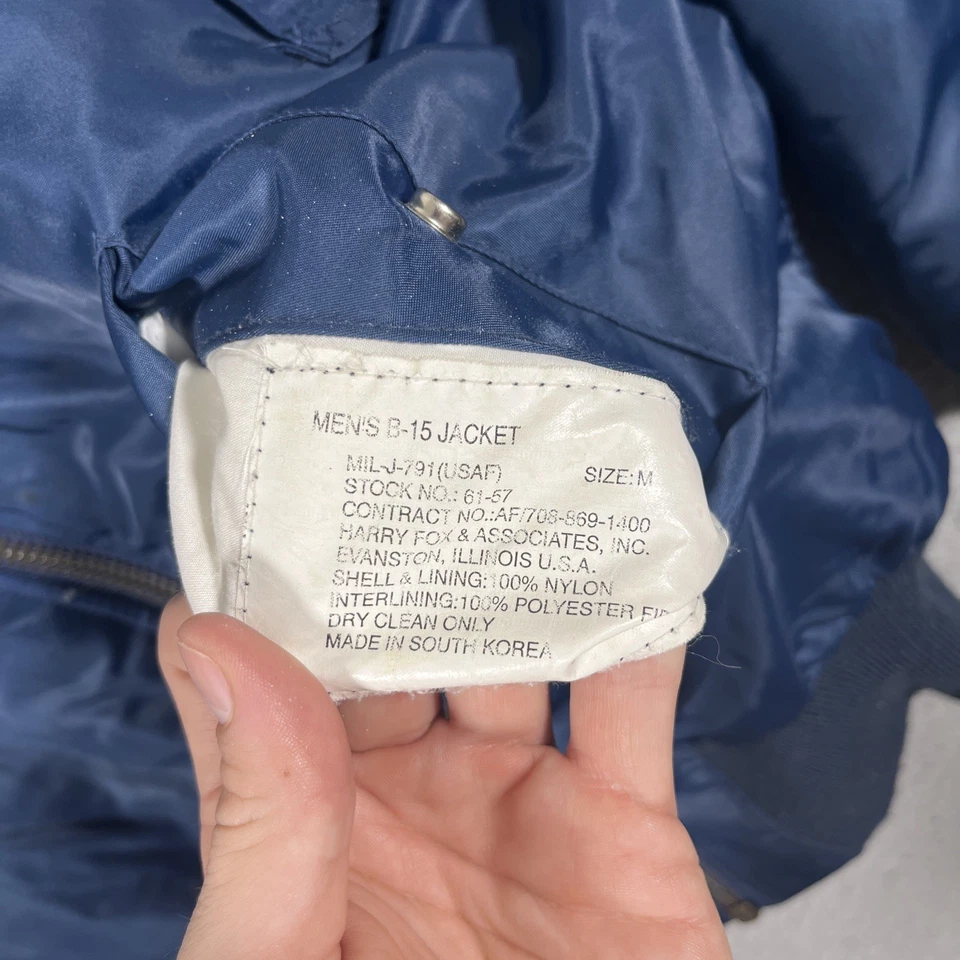 MEN'S B-15 JACKET
MIL-J-791(USAF) SIZE: M
STOCK NO.: 61-67
CONTRACT NO.:AF/708-869-1400
HARRY FOX & ASSOCIATES, INC.
EVANSTON, ILLINOIS U.S.A.
SHELL & LINING:100% NYLON
INTERLINING:100% POLYESTER
DRY CLEAN ONLY
MADE IN SOUTH KOREA